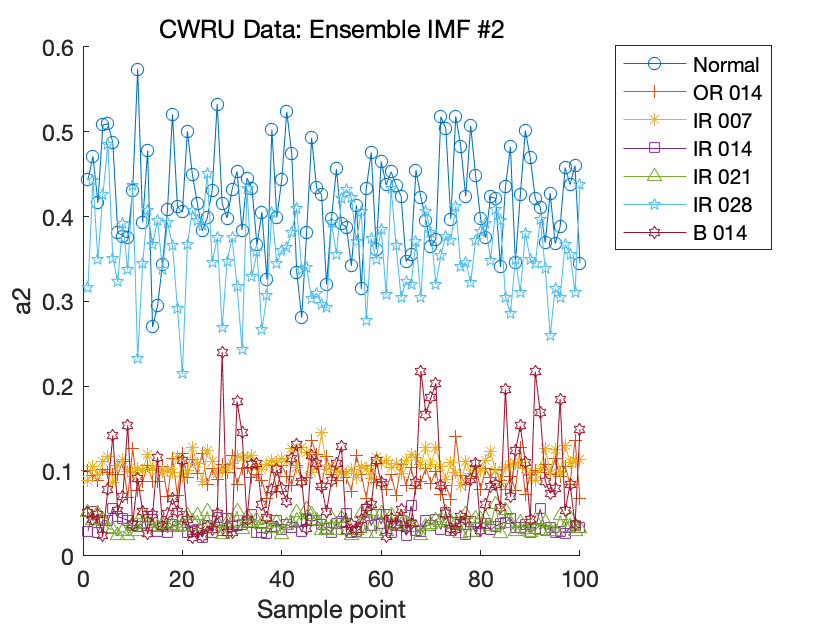 CWRU Data: Ensemble IMF #2
0.6
0.5
0.4
0.3
0.2
0.1
0
a2
0 20 40 60 80 100
Sample point
Normal
OR 014
IR 007
IR 014
IR 021
IR 028
B 014